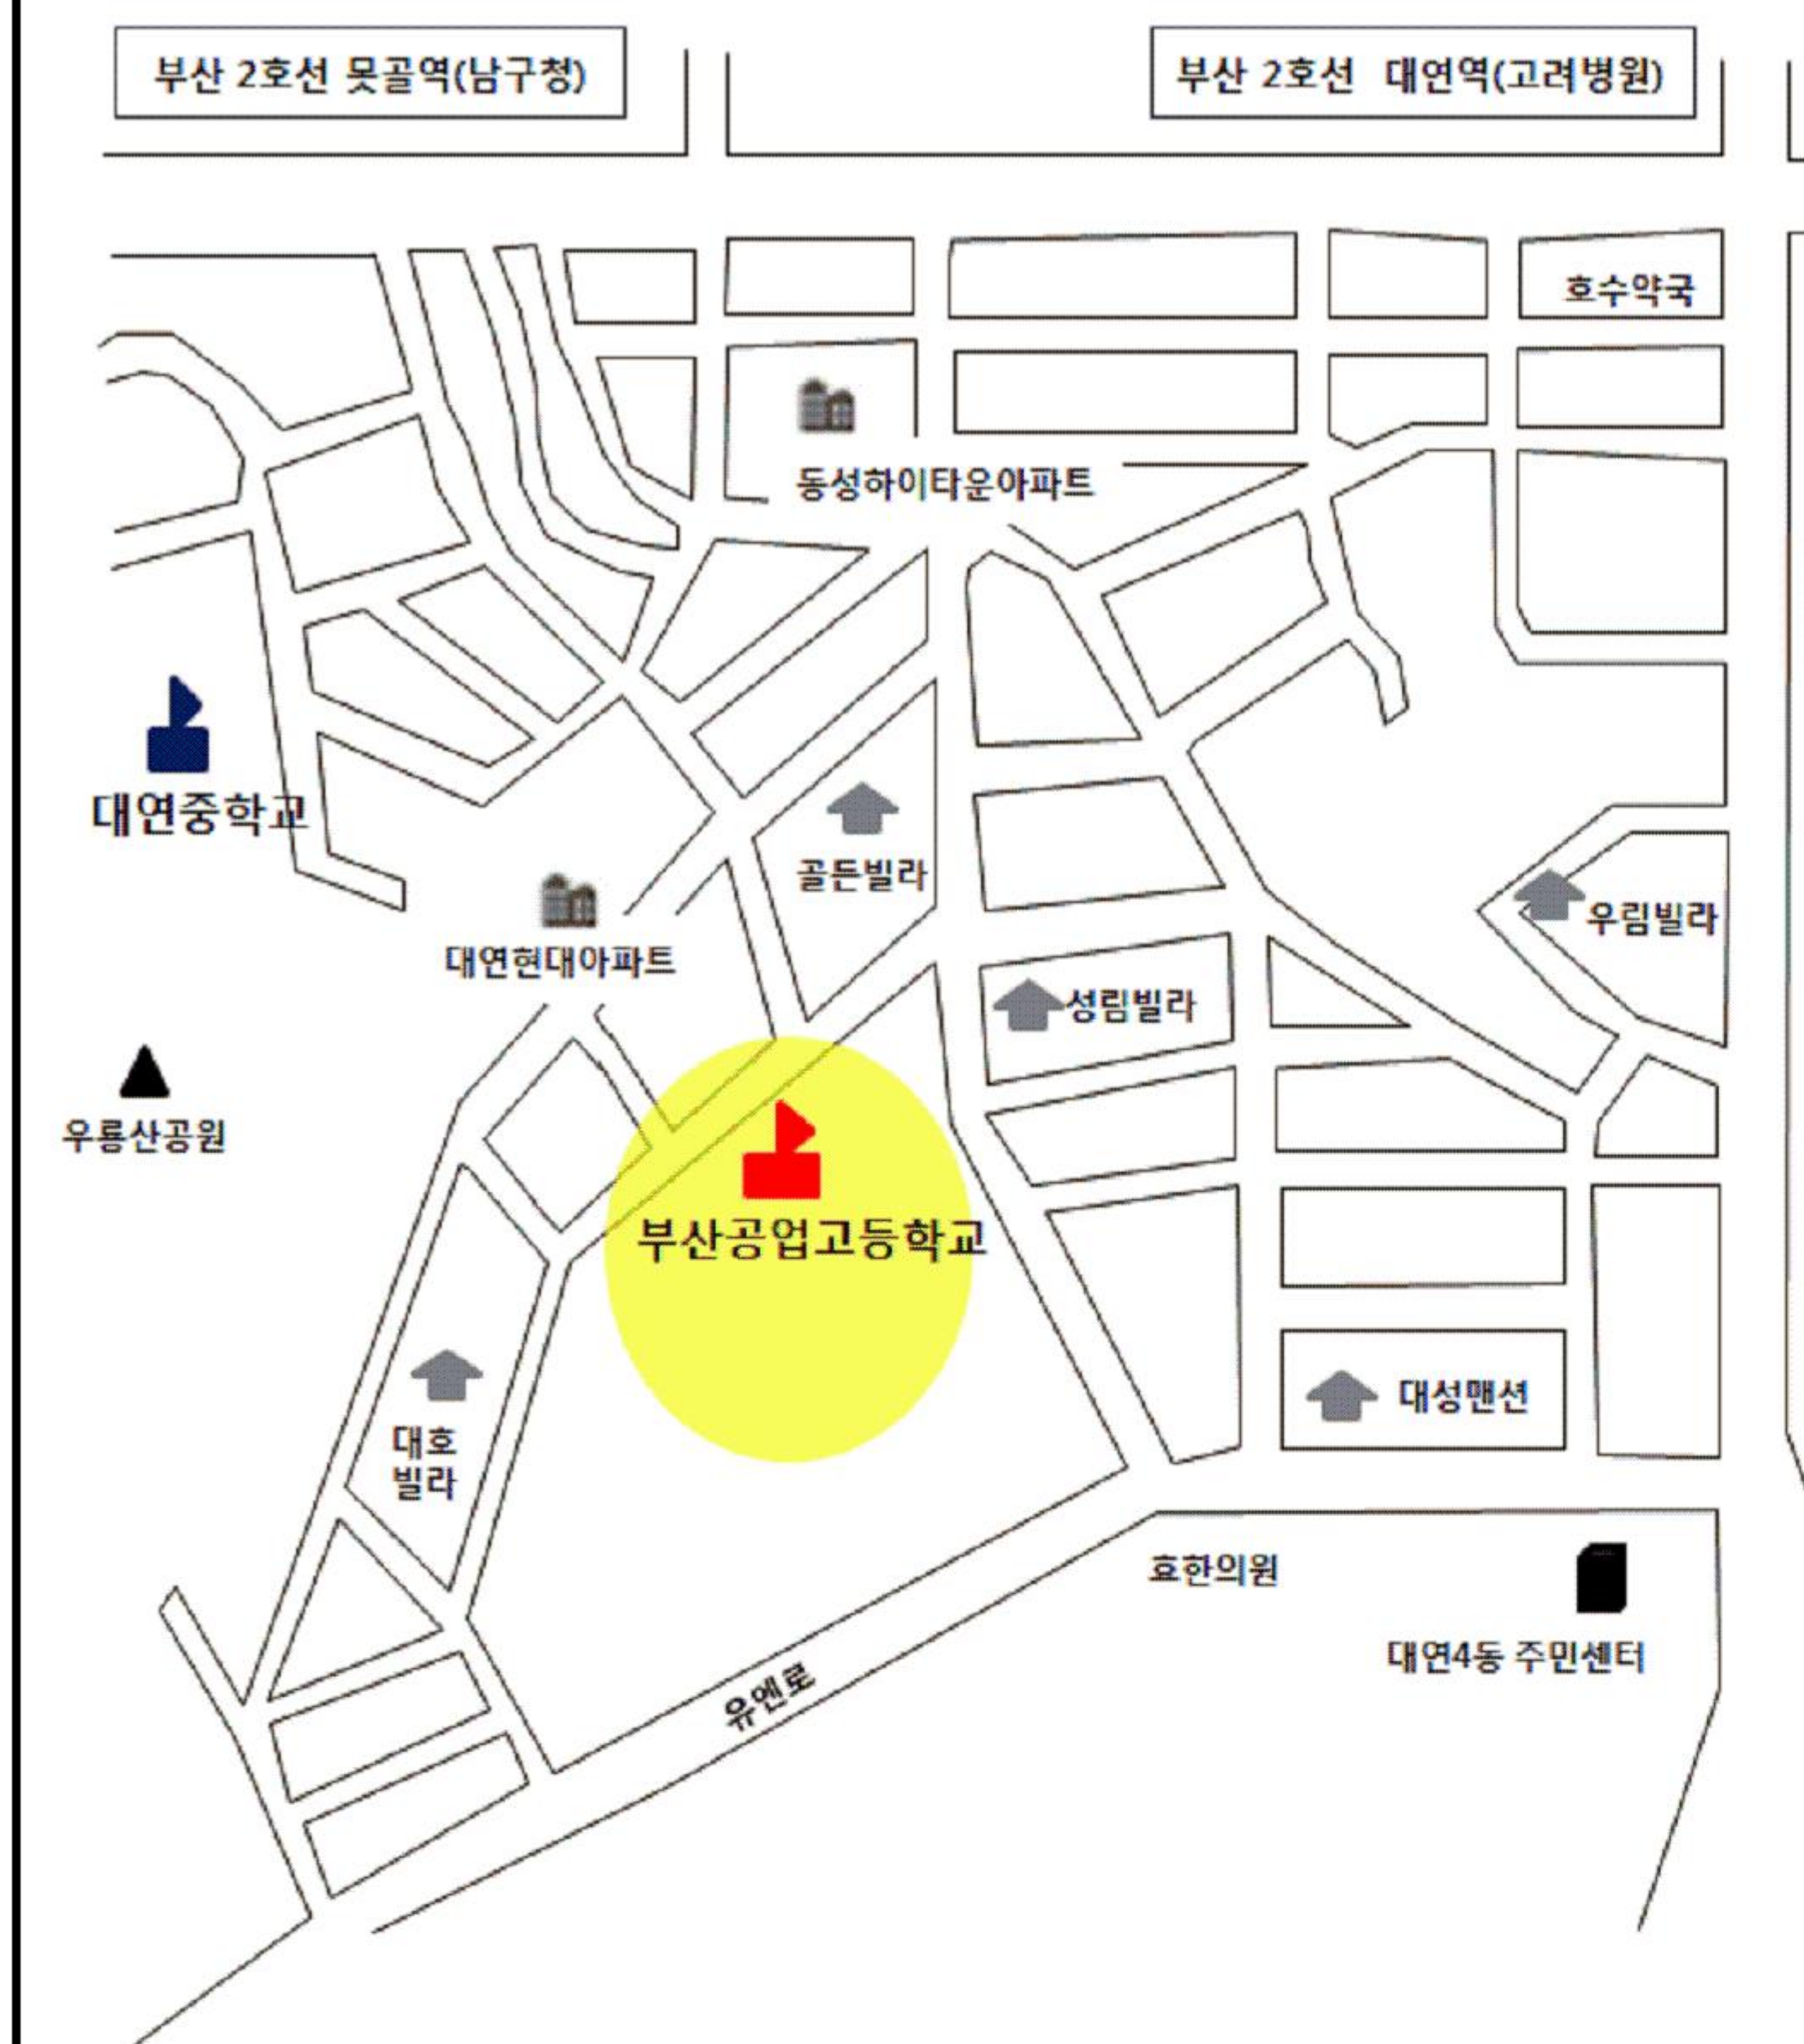 부산 2호선 못골역(남구청)
부산 2호선 대연역(고려병원)
호수약국
동성하이타운아파트
대연중학교
골든빌라
우림빌라
대연현대아파트
성림빌라
우룡산공원
부산공업고등학교
대성맨션
대호
빌라
효한의원
대연4동 주민센터
유엔로